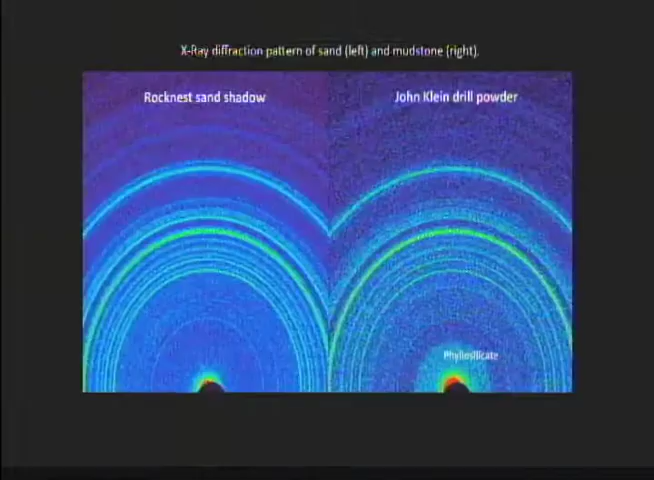 X-Ray diffraction pattern of sand (left) and mudstone (right).
Rocknest sand shadow
John Klein drill powder
Phyllosilicate